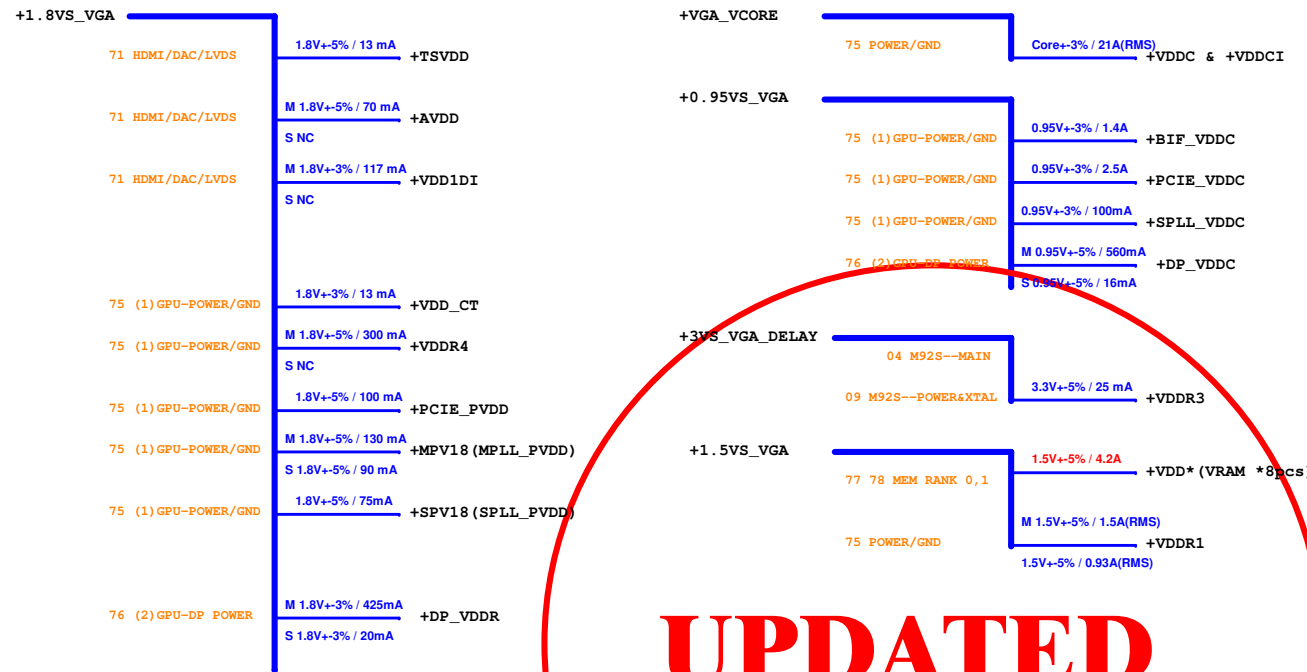 +1.8VS_VGA
71 HDMI/DAC/LVDS
1.8V+-5% / 13 mA
+TSVDD
71 HDMI/DAC/LVDS
M 1.8V+-5% / 70 mA
+AVDD
S NC
71 HDMI/DAC/LVDS
M 1.8V+-3% / 117 mA
+VDD1DI
S NC
75 (1)GPU-POWER/GND
1.8V+-3% / 13 mA
+VDD_CT
75 (1)GPU-POWER/GND
M 1.8V+-5% / 300 mA
+VDDR4
S NC
75 (1)GPU-POWER/GND
1.8V+-5% / 100 mA
+PCIE_PVDD
75 (1)GPU-POWER/GND
M 1.8V+-5% / 130 mA
+MPV18(MPLL_PVDD)
S 1.8V+-5% / 90 mA
75 (1)GPU-POWER/GND
1.8V+-5% / 75mA
+SPV18(SPLL_PVDD)
76 (2)GPU-DP POWER
M 1.8V+-3% / 425mA
+DP_VDDR
S 1.8V+-3% / 20mA
+VGA_VCORE
75 POWER/GND
Core+-3% / 21A(RMS)
+VDDC & +VDDCI
+0.95VS_VGA
75 (1)GPU-POWER/GND
0.95V+-3% / 1.4A
+BIF_VDDC
75 (1)GPU-POWER/GND
0.95V+-3% / 2.5A
+PCIE_VDDC
75 (1)GPU-POWER/GND
0.95V+-3% / 100mA
+SPLL_VDDC
76 (2)GPU-DP POWER
M 0.95V+-5% / 560mA
+DP_VDDC
S 0.95V+-5% / 16mA
+3VS_VGA_DELAY
04 M92S--MAIN
09 M92S--POWER&XTAL
3.3V+-5% / 25 mA
+VDDR3
+1.5VS_VGA
77 78 MEM RANK 0,1
1.5V+-5% / 4.2A
+VDD*(VRAM *8pcs)
75 POWER/GND
M 1.5V+-5% / 1.5A(RMS)
+VDDR1
1.5V+-5% / 0.93A(RMS)
UPDATED